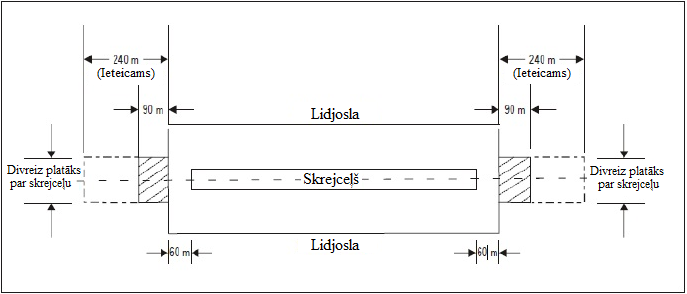 240 m
(Ieteicams)
240 m
(Ieteicams)
90 m
90 m
Lidjosla
Divreiz platāks
par skrejceļu
Skrejceļš
Divreiz platāks
par skrejceļu
Lidjosla
60 m
60 m